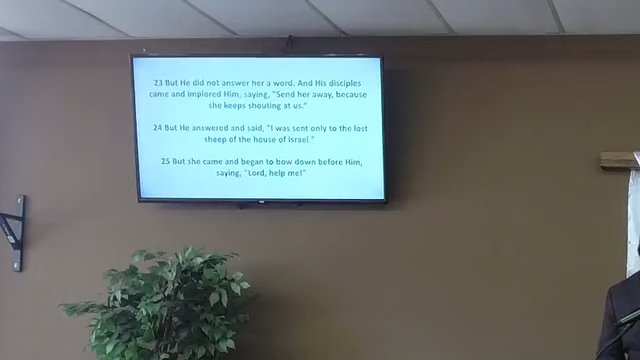 23 But He did not answer her a word. And His disciples
came and implored Him, saying, "Send her away, because
she keeps shouting at us."
24 But He answered and said, "I was sent only to the lost
sheep of the house of Israel."
25 But she came and began to bow down before Him,
saying, "Lord, help me!"